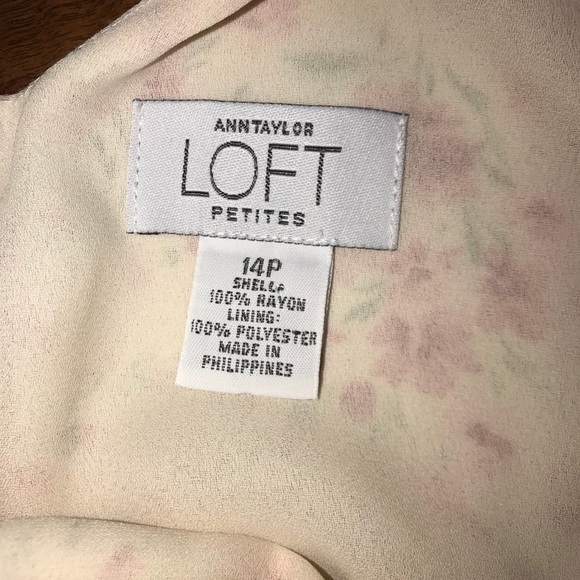 ANNTAYLOR
LOFT
PETITES
14P
SHELL:
100% RAYON
LINING:
100% POLYESTER
MADE IN
PHILIPPINES